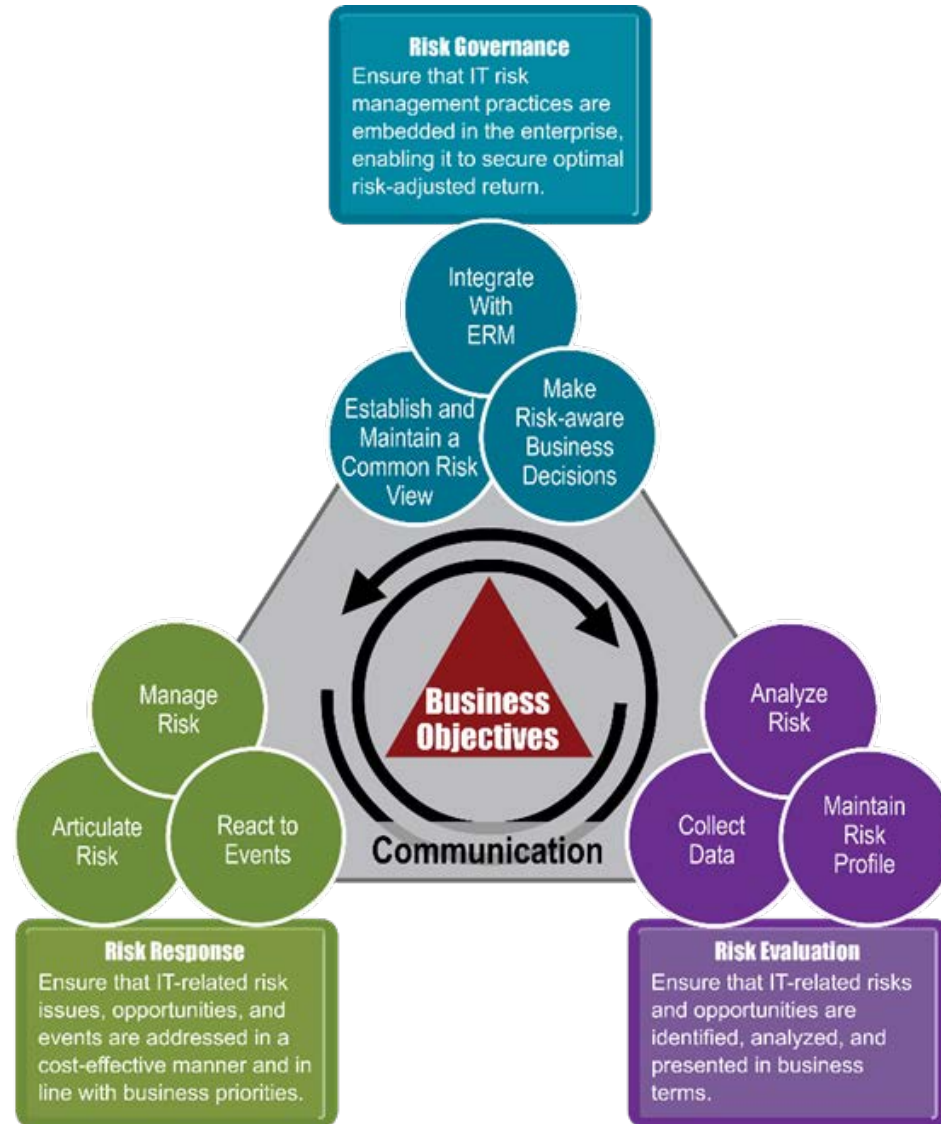 Risk Governance
Ensure that IT risk
management practices are
embedded in the enterprise,
enabling it to secure optimal
risk-adjusted return.
Integrate
With
ERM
Establish and
Maintain a
Common Risk
View
Make
Risk-aware
Business
Decisions
Business
Objectives
Communication
Manage
Risk
Articulate
Risk
React to
Events
Analyze
Risk
Collect
Data
Maintain
Risk
Profile
Risk Response
Ensure that IT-related risk
issues, opportunities, and
events are addressed in a
cost-effective manner and in
line with business priorities.
Risk Evaluation
Ensure that IT-related risks
and opportunities are
identified, analyzed, and
presented in business
terms.